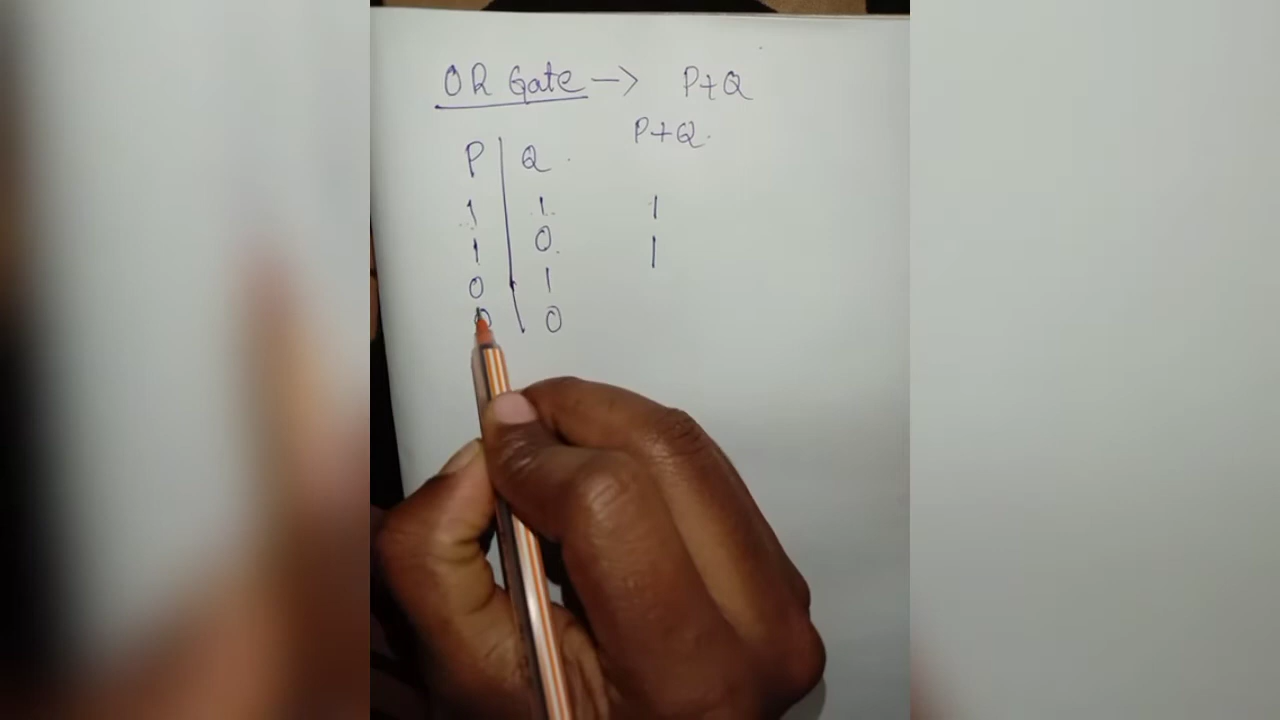 OR Gate → P+Q
P+Q.
P | Q
1 1 1
1 0 1
0 1
0 0